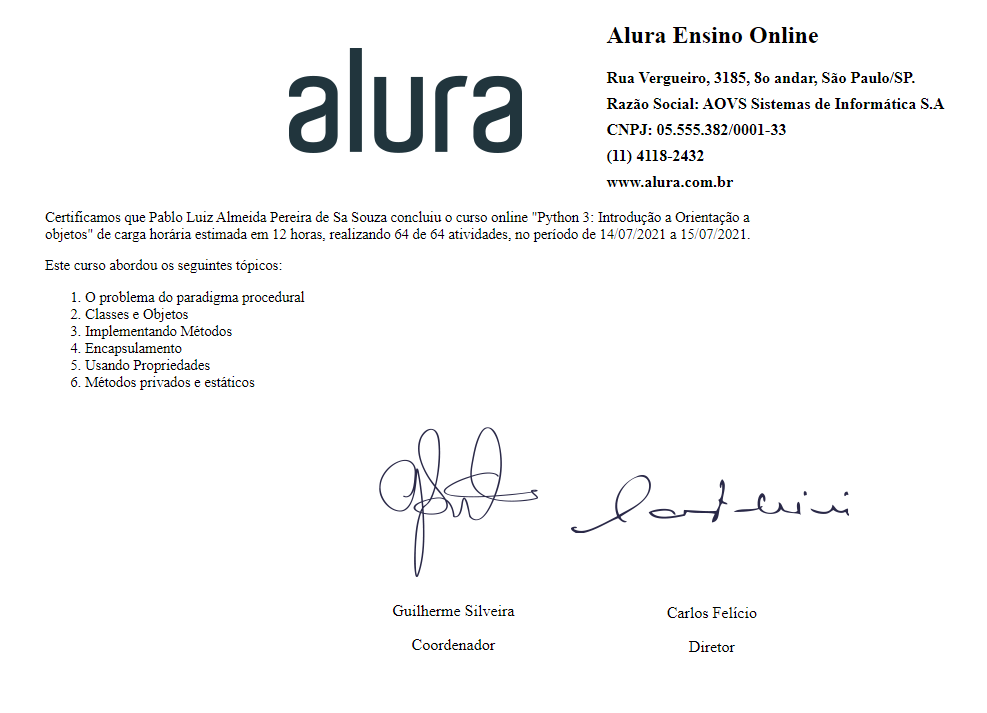 alura
Alura Ensino Online
Rua Vergueiro, 3185, 8o andar, São Paulo/SP.
Razão Social: AOVS Sistemas de Informática S.A
CNPJ: 05.555.382/0001-33
(11) 4118-2432
www.alura.com.br
Certificamos que Pablo Luiz Almeida Pereira de Sa Souza concluiu o curso online "Python 3: Introdução a Orientação a
objetos" de carga horária estimada em 12 horas, realizando 64 de 64 atividades, no período de 14/07/2021 a 15/07/2021.
Este curso abordou os seguintes tópicos:
1. O problema do paradigma procedural
2. Classes e Objetos
3. Implementando Métodos
4. Encapsulamento
5. Usando Propriedades
6. Métodos privados e estáticos
Guilherme Silveira
Coordenador
Carlos Felício
Diretor